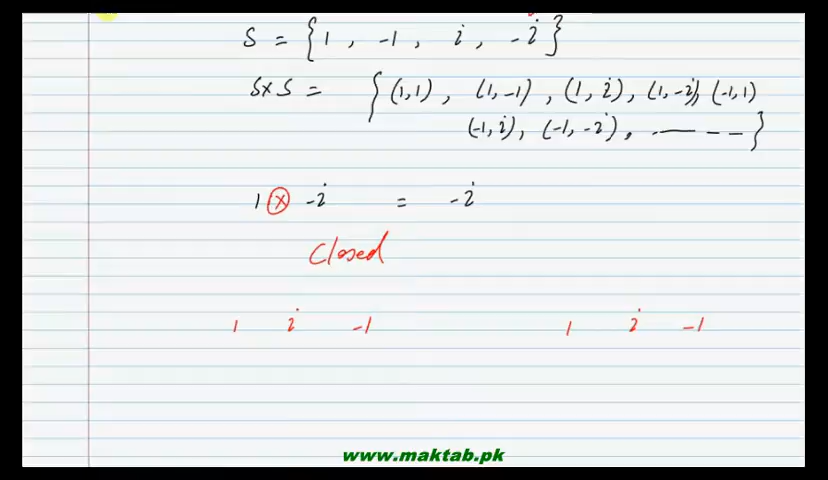 S = { 1 , -1 , i , -i }
S×S = { (1,1) , (1,-1) , (1,i) , (1,-i) , (-1,1)
(-1,i) , (-1,-i) , ------ }
1 ⊗ -i = -i
Closed
1 i -1 1 i -1
www.maktab.pk